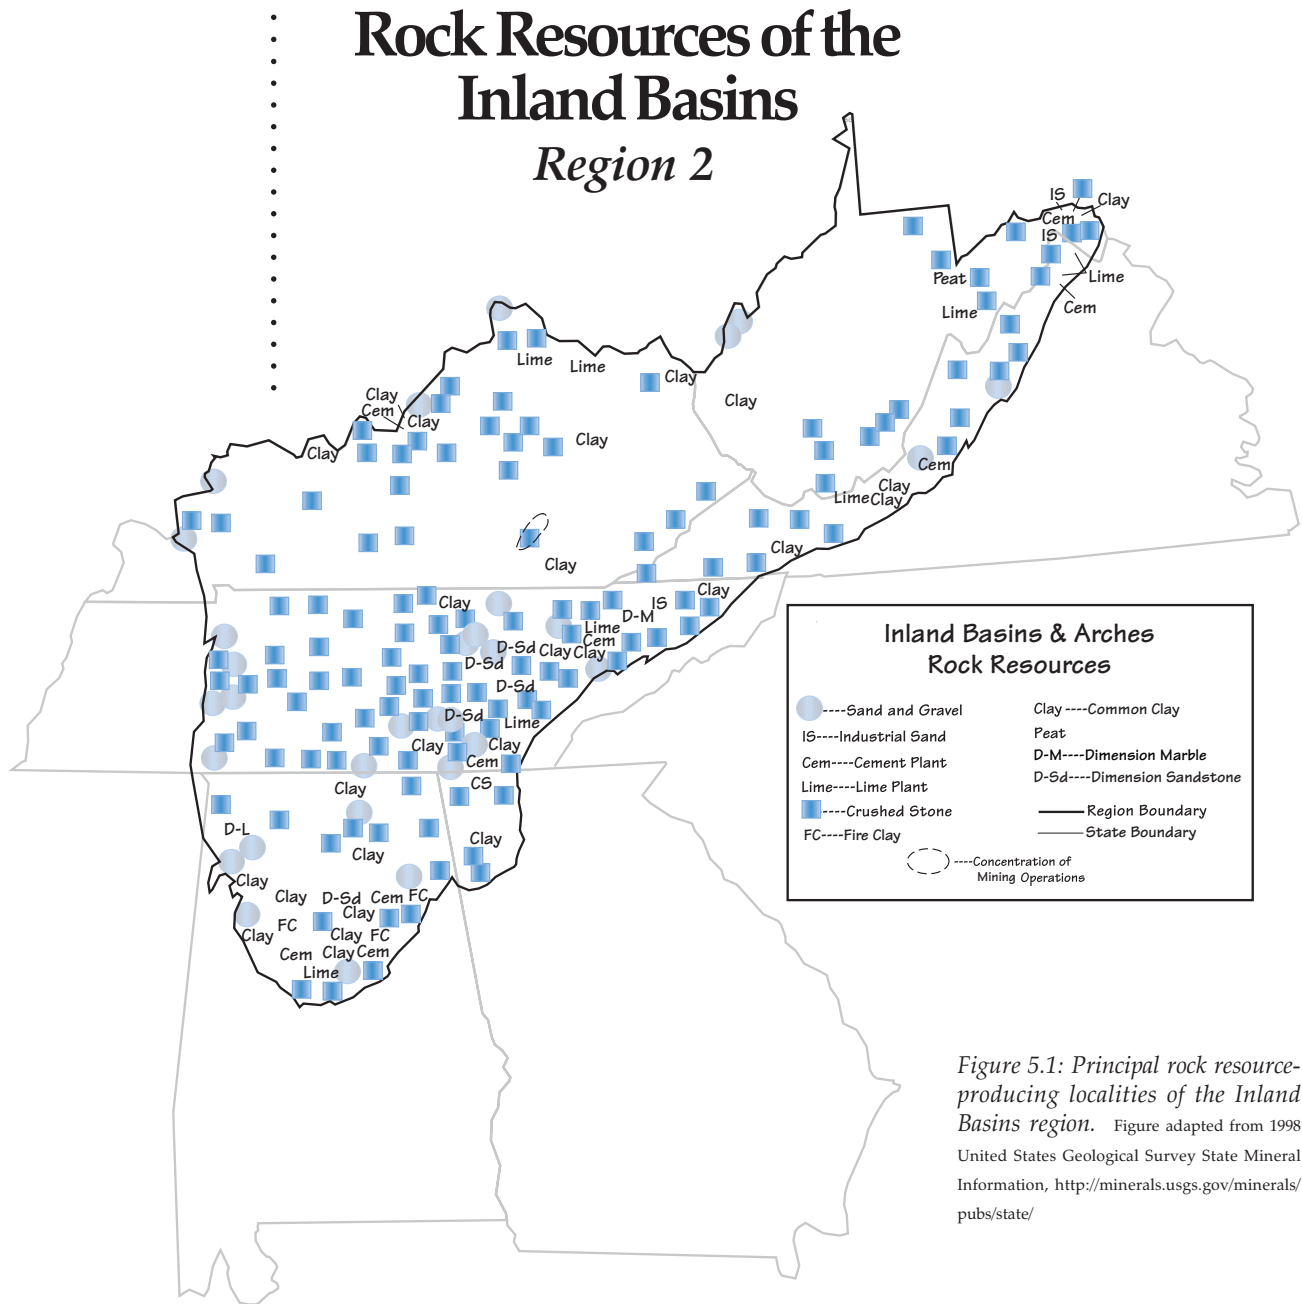 Rock Resources of the
Inland Basins
Region 2
IS
Clay
Cem
IS
Peat
Lime
Lime
Cem
Lime
Lime
Clay
Clay
Clay
Cem
Clay
Clay
Clay
Cem
Clay
Lime
Clay
Clay
Clay
Clay
Clay
IS
D-M
Lime
Cem
D-Sd
Clay
Clay
D-Sd
D-Sd
D-Sd
Lime
Clay
Clay
Cem
CS
Clay
D-L
Clay
Clay
Clay
Clay
D-Sd
Cem
FC
Clay
FC
Clay
Clay
FC
Cem
Clay
Cem
Lime
Inland Basins & Arches
Rock Resources
----Sand and Gravel
IS----Industrial Sand
Cem----Cement Plant
Lime----Lime Plant
----Crushed Stone
FC----Fire Clay
Clay ----Common Clay
Peat
D-M----Dimension Marble
D-Sd----Dimension Sandstone
Region Boundary
State Boundary
----Concentration of
Mining Operations
Figure 5.1: Principal rock resource-
producing localities of the Inland
Basins region. Figure adapted from 1998
United States Geological Survey State Mineral
Information, http://minerals.usgs.gov/minerals/
pubs/state/